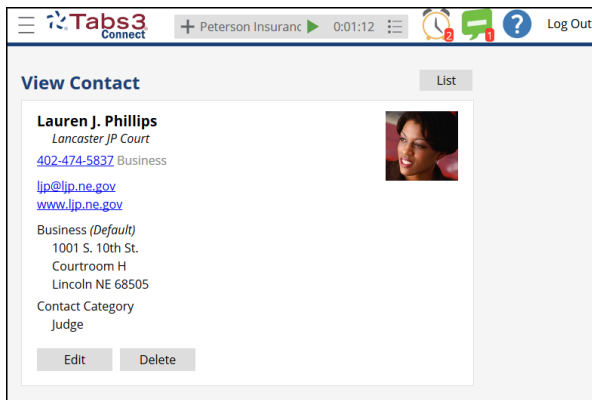 Tabs3
Connect
Peterson Insuranc 0:01:12
2
1
?
Log Out
View Contact
List
Lauren J. Phillips
Lancaster JP Court
402-474-5837 Business
ljp@ljp.ne.gov
www.ljp.ne.gov
Business (Default)
1001 S. 10th St.
Courtroom H
Lincoln NE 68505
Contact Category
Judge
Edit
Delete